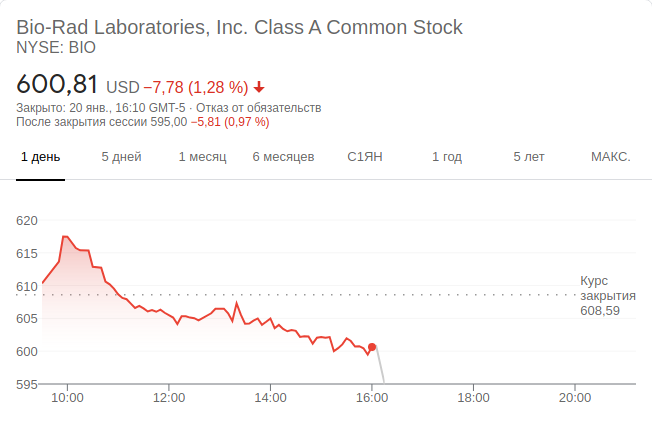 Bio-Rad Laboratories, Inc. Class A Common Stock
NYSE: BIO
600,81 USD −7,78 (1,28 %)
Закрыто: 20 янв., 16:10 GMT-5 · Отказ от обязательств
После закрытия сессии 595,00 −5,81 (0,97 %)
1 день 5 дней 1 месяц 6 месяцев С1ЯН 1 год 5 лет МАКС.
620
615
610
605
600
595
Курс
закрытия
608,59
10:00 12:00 14:00 16:00 18:00 20:00